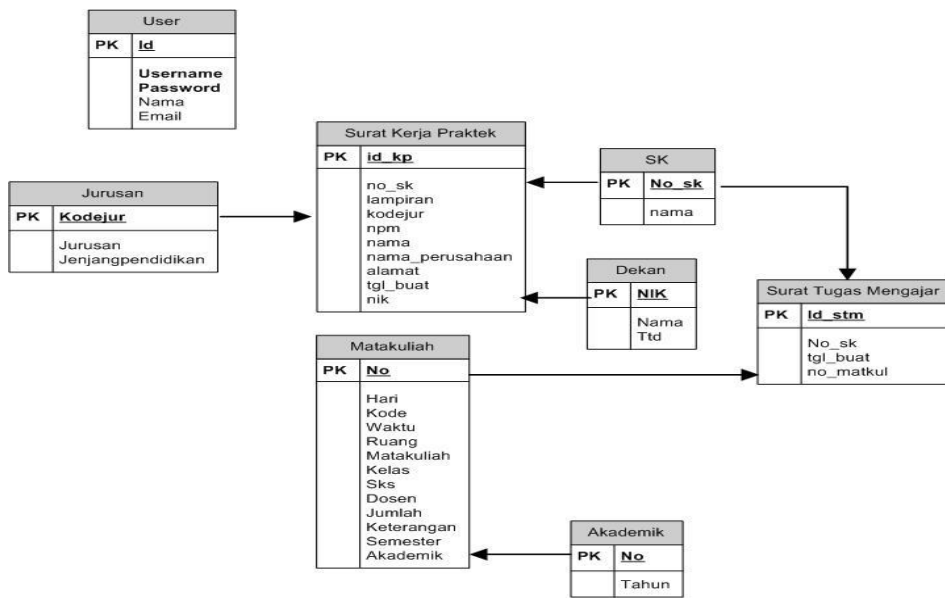 User
PK Id
Username
Password
Nama
Email
Surat Kerja Praktek
PK id_kp
no_sk
lampiran
kodejur
npm
nama
nama_perusahaan
alamat
tgl_buat
nik
SK
PK No_sk
nama
Jurusan
PK Kodejur
Jurusan
Jenjangpendidikan
Dekan
PK NIK
Nama
Ttd
Surat Tugas Mengajar
PK Id_stm
No_sk
tgl_buat
no_matkul
Matakuliah
PK No
Hari
Kode
Waktu
Ruang
Matakuliah
Kelas
Sks
Dosen
Jumlah
Keterangan
Semester
Akademik
Akademik
PK No
Tahun